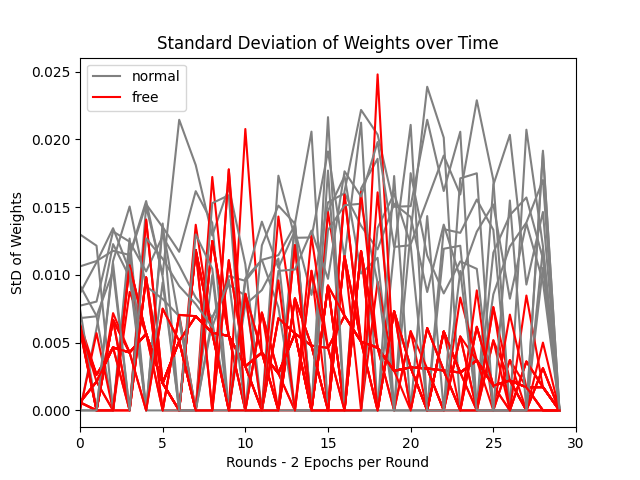 Standard Deviation of Weights over Time
normal
free
StD of Weights
0.025
0.020
0.015
0.010
0.005
0.000
0
5
10
15
20
25
30
Rounds - 2 Epochs per Round